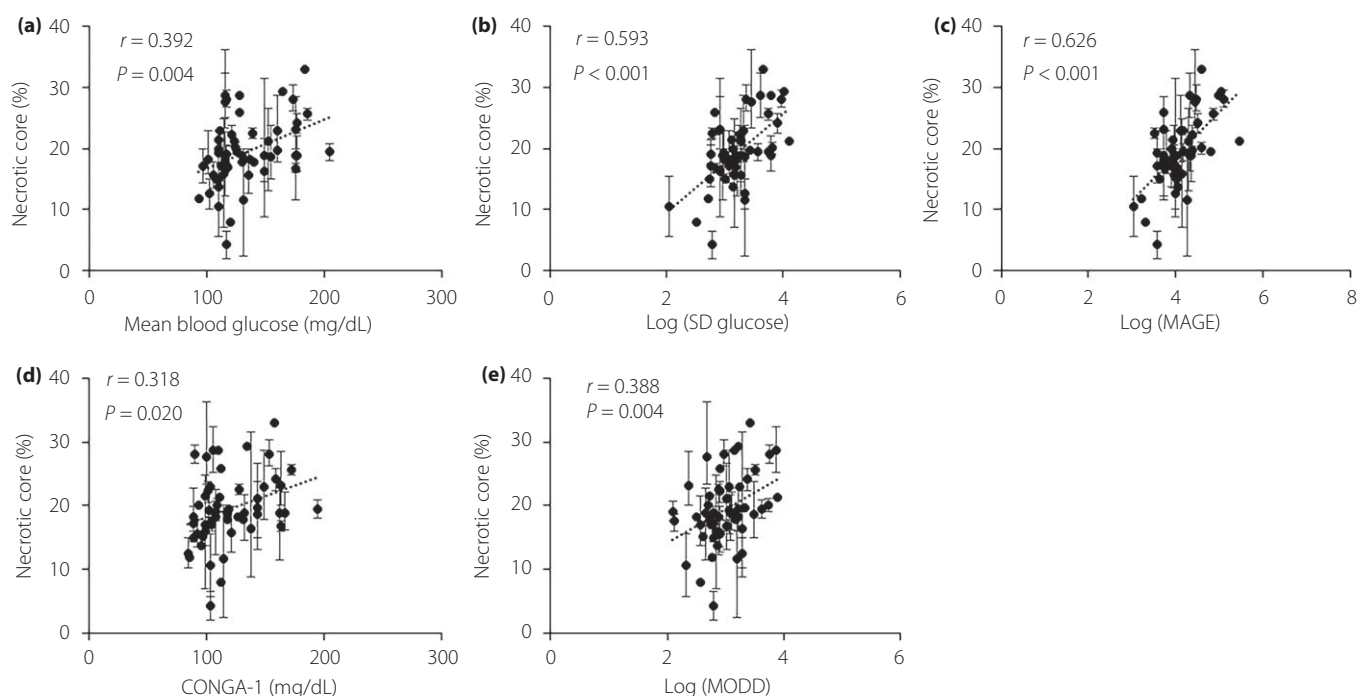 (a)
r = 0.392
P = 0.004
40
30
20
10
0
Necrotic core (%)
0 100 200 300
Mean blood glucose (mg/dL)
(b)
r = 0.593
P < 0.001
40
30
20
10
0
Necrotic core (%)
0 2 4 6
Log (SD glucose)
(c)
r = 0.626
P < 0.001
40
30
20
10
0
Necrotic core (%)
0 2 4 6 8
Log (MAGE)
(d)
r = 0.318
P = 0.020
40
30
20
10
0
Necrotic core (%)
0 100 200 300
CONGA-1 (mg/dL)
(e)
r = 0.388
P = 0.004
40
30
20
10
0
Necrotic core (%)
0 2 4 6
Log (MODD)